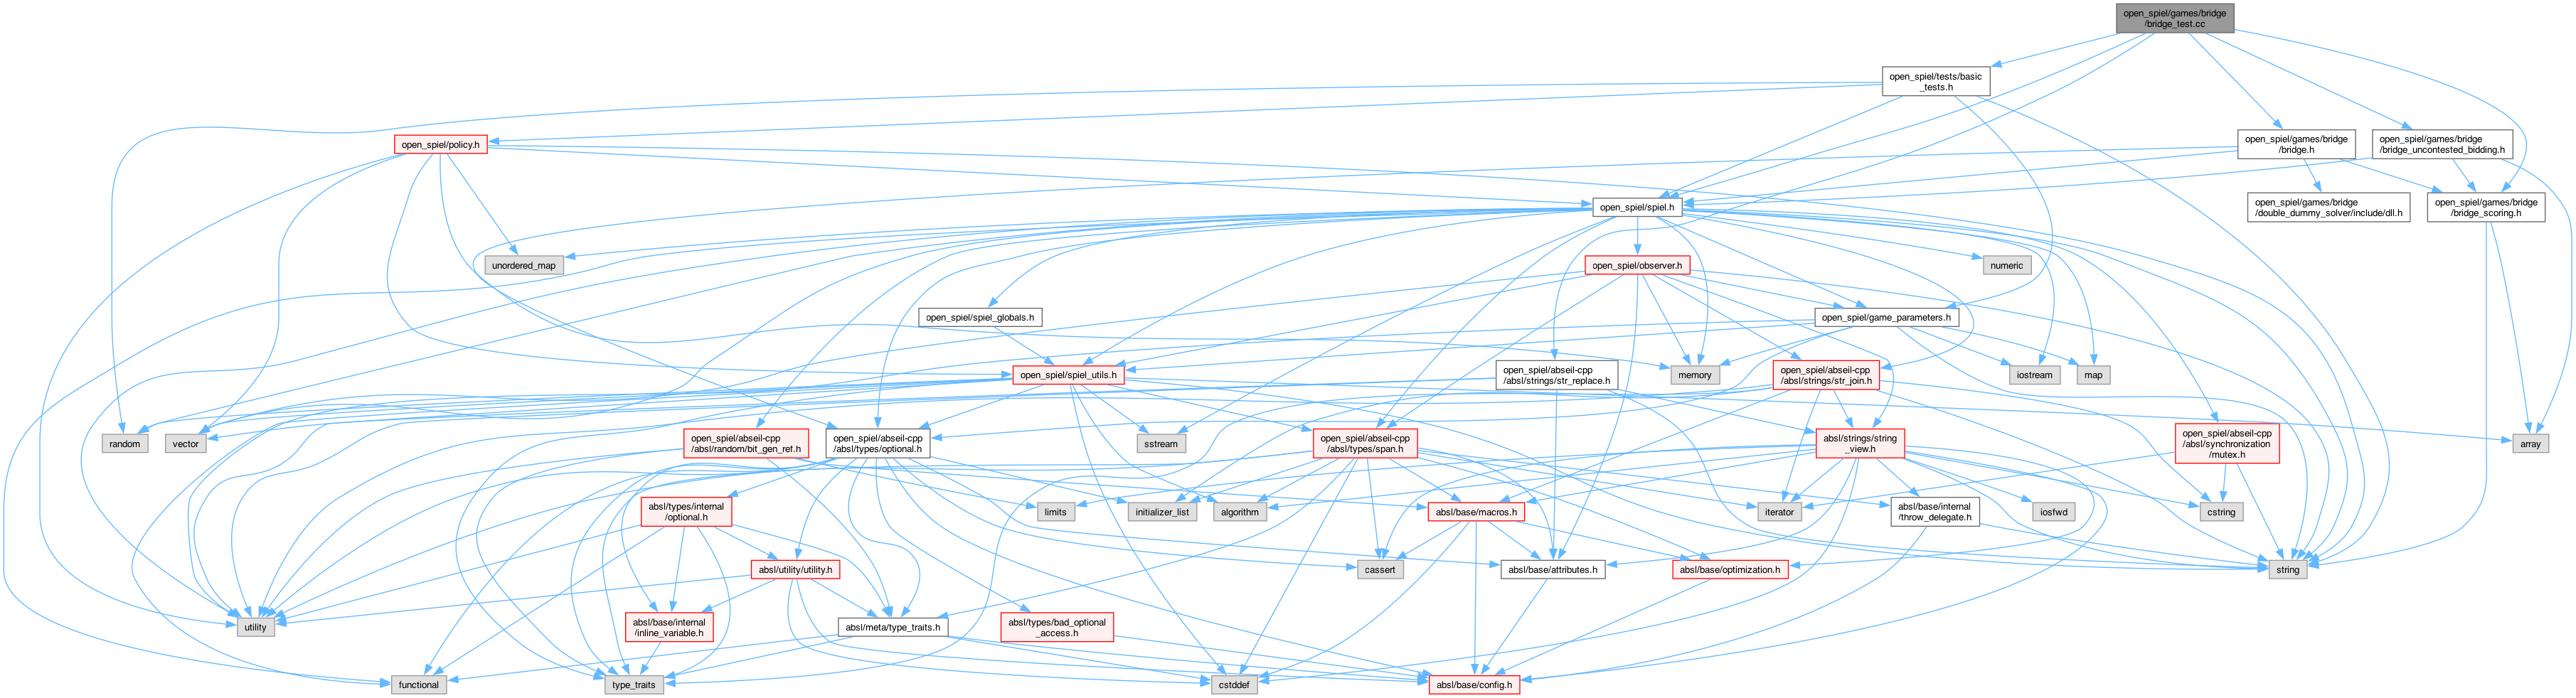 open_spiel/games/bridge
/bridge_test.cc
open_spiel/tests/basic
_tests.h
open_spiel/policy.h
open_spiel/games/bridge
/bridge.h
open_spiel/games/bridge
/bridge_uncontested_bidding.h
open_spiel/spiel.h
open_spiel/games/bridge
/double_dummy_solver/include/dll.h
open_spiel/games/bridge
/bridge_scoring.h
unordered_map
open_spiel/observer.h
numeric
open_spiel/spiel_globals.h
open_spiel/game_parameters.h
open_spiel/spiel_utils.h
memory
open_spiel/abseil-cpp
/absl/strings/str_replace.h
open_spiel/abseil-cpp
/absl/strings/str_join.h
iostream
map
random
vector
open_spiel/abseil-cpp
/absl/random/bit_gen_ref.h
open_spiel/abseil-cpp
/absl/types/optional.h
sstream
open_spiel/abseil-cpp
/absl/types/span.h
absl/strings/string
_view.h
open_spiel/abseil-cpp
/absl/synchronization
/mutex.h
array
absl/types/internal
/optional.h
limits
initializer_list
algorithm
absl/base/macros.h
iterator
absl/base/internal
/throw_delegate.h
iosfwd
cstring
absl/utility/utility.h
cassert
absl/base/attributes.h
absl/base/optimization.h
string
utility
absl/base/internal
/inline_variable.h
absl/meta/type_traits.h
absl/types/bad_optional
_access.h
functional
type_traits
cstddef
absl/base/config.h